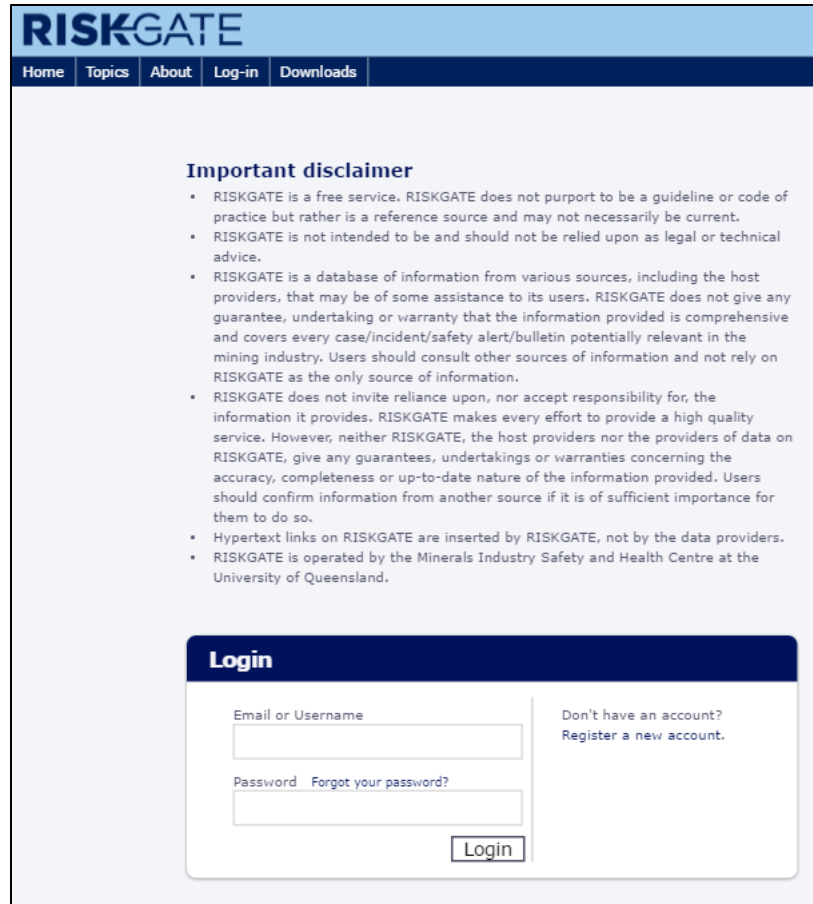 RISKGATE
Home Topics About Log-in Downloads
Important disclaimer
• RISKGATE is a free service. RISKGATE does not purport to be a guideline or code of
practice but rather is a reference source and may not necessarily be current.
• RISKGATE is not intended to be and should not be relied upon as legal or technical
advice.
• RISKGATE is a database of information from various sources, including the host
providers, that may be of some assistance to its users. RISKGATE does not give any
guarantee, undertaking or warranty that the information provided is comprehensive
and covers every case/incident/safety alert/bulletin potentially relevant in the
mining industry. Users should consult other sources of information and not rely on
RISKGATE as the only source of information.
• RISKGATE does not invite reliance upon, nor accept responsibility for, the
information it provides. RISKGATE makes every effort to provide a high quality
service. However, neither RISKGATE, the host providers nor the providers of data on
RISKGATE, give any guarantees, undertakings or warranties concerning the
accuracy, completeness or up-to-date nature of the information provided. Users
should confirm information from another source if it is of sufficient importance for
them to do so.
• Hypertext links on RISKGATE are inserted by RISKGATE, not by the data providers.
• RISKGATE is operated by the Minerals Industry Safety and Health Centre at the
University of Queensland.
Login
Email or Username
Password Forgot your password?
Login
Don't have an account?
Register a new account.